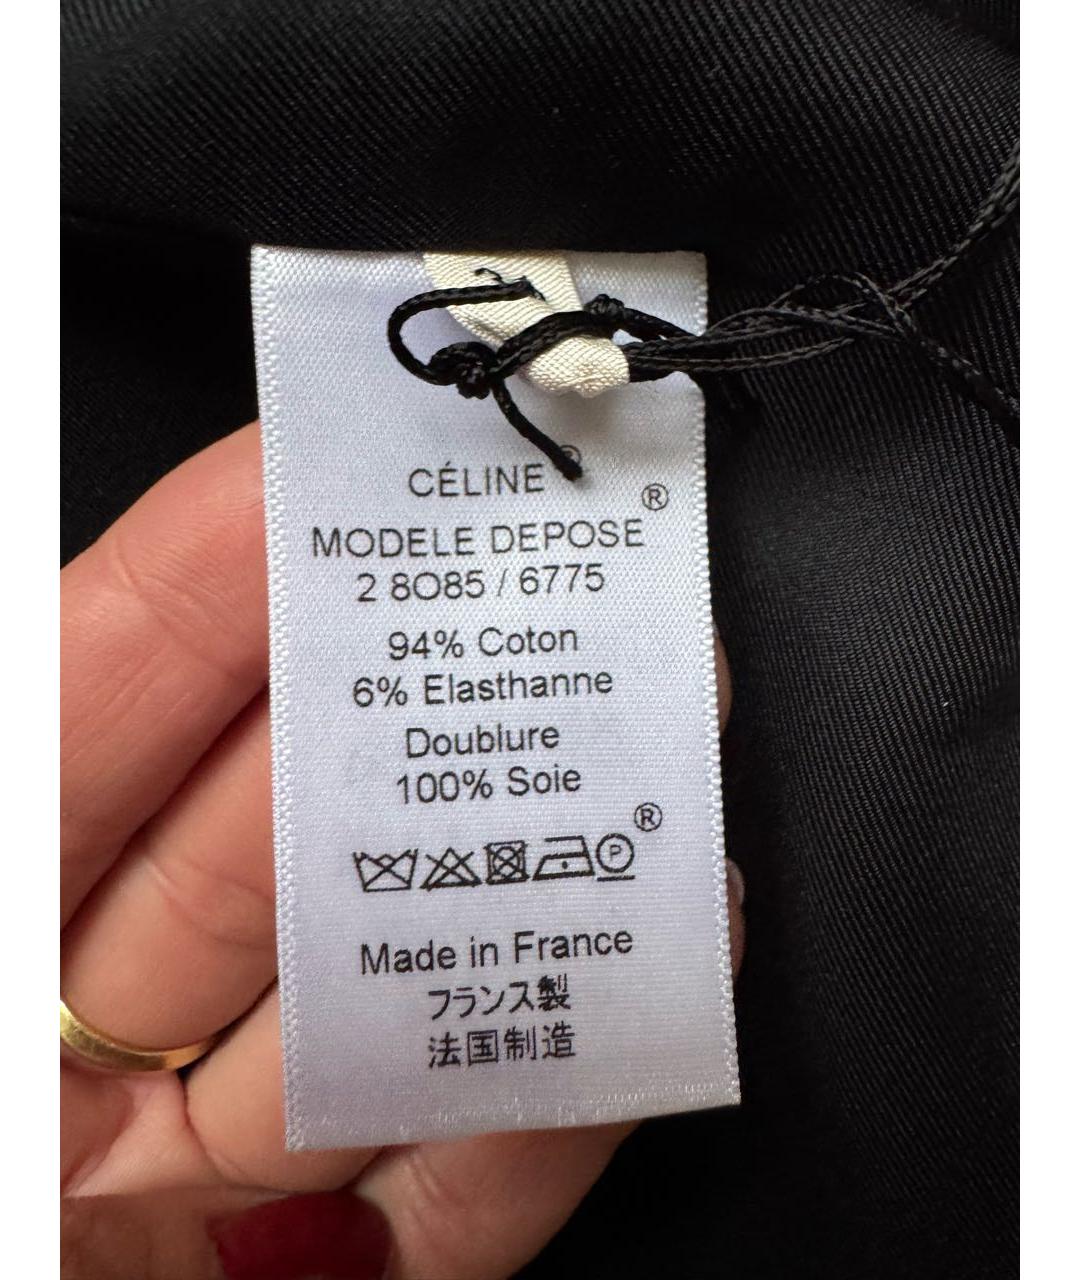 CÉLINE®
MODELE DEPOSE®
2 8O85 / 6775
94% Coton
6% Elasthanne
Doublure
100% Soie
®
P
Made in France
フランス製
法国制造